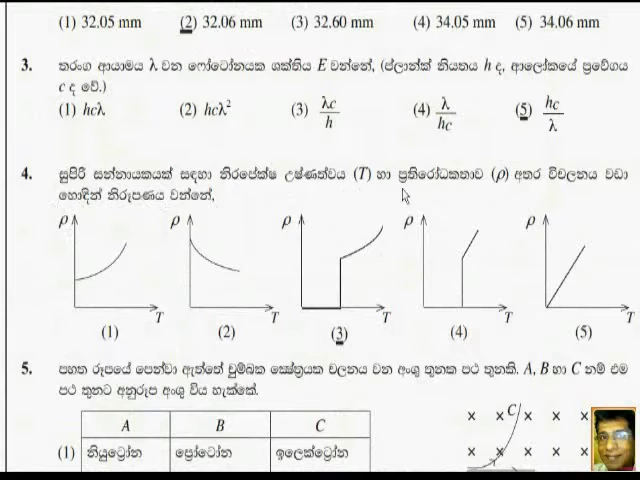 (1) 32.05 mm (2) 32.06 mm (3) 32.60 mm (4) 34.05 mm (5) 34.06 mm
3. තරංග ආයාමය λ වන ෆෝටෝනයක ශක්තිය E වන්නේ, (ප්ලාන්ක් නියතය h ද, ආලෝකයේ ප්‍රවේගය
c ද වේ.)
(1) hcλ (2) hcλ² (3) λc/h (4) λ/hc (5) hc/λ
4. සුපිරි සන්නායකයක් සඳහා නිරපේක්ෂ උෂ්ණත්වය (T) හා ප්‍රතිරෝධකතාව (ρ) අතර විචලනය වඩා
හොඳින් නිරූපණය වන්නේ,
ρ ρ ρ ρ ρ
T T T T T
(1) (2) (3) (4) (5)
5. පහත රූපයේ පෙන්වා ඇත්තේ චුම්බක ක්ෂේත්‍රයක චලනය වන අංශු තුනක පථ තුනකි. A, B හා C නම් එම
පථ තුනට අනුරූප අංශු විය හැක්කේ.
A B C
(1) නියුට්‍රෝන ප්‍රෝටෝන ඉලෙක්ට්‍රෝන
× × C × × ×
× × × × ×